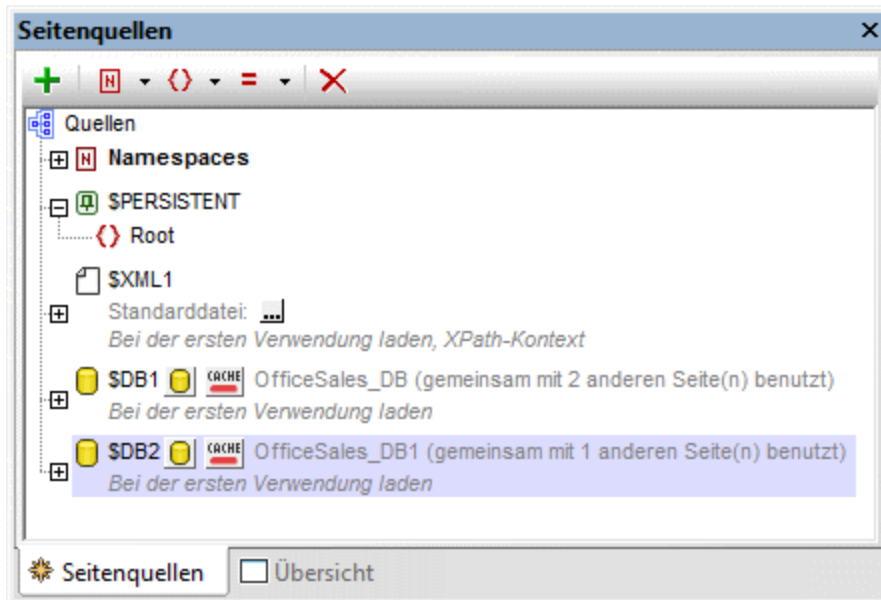 Seitenquellen
Quellen
Namespaces
$PERSISTENT
Root
$XML1
Standarddatei: ...
Bei der ersten Verwendung laden, XPath-Kontext
$DB1 CACHE OfficeSales_DB (gemeinsam mit 2 anderen Seite(n) benutzt)
Bei der ersten Verwendung laden
$DB2 CACHE OfficeSales_DB1 (gemeinsam mit 1 anderen Seite(n) benutzt)
Bei der ersten Verwendung laden
Seitenquellen Übersicht